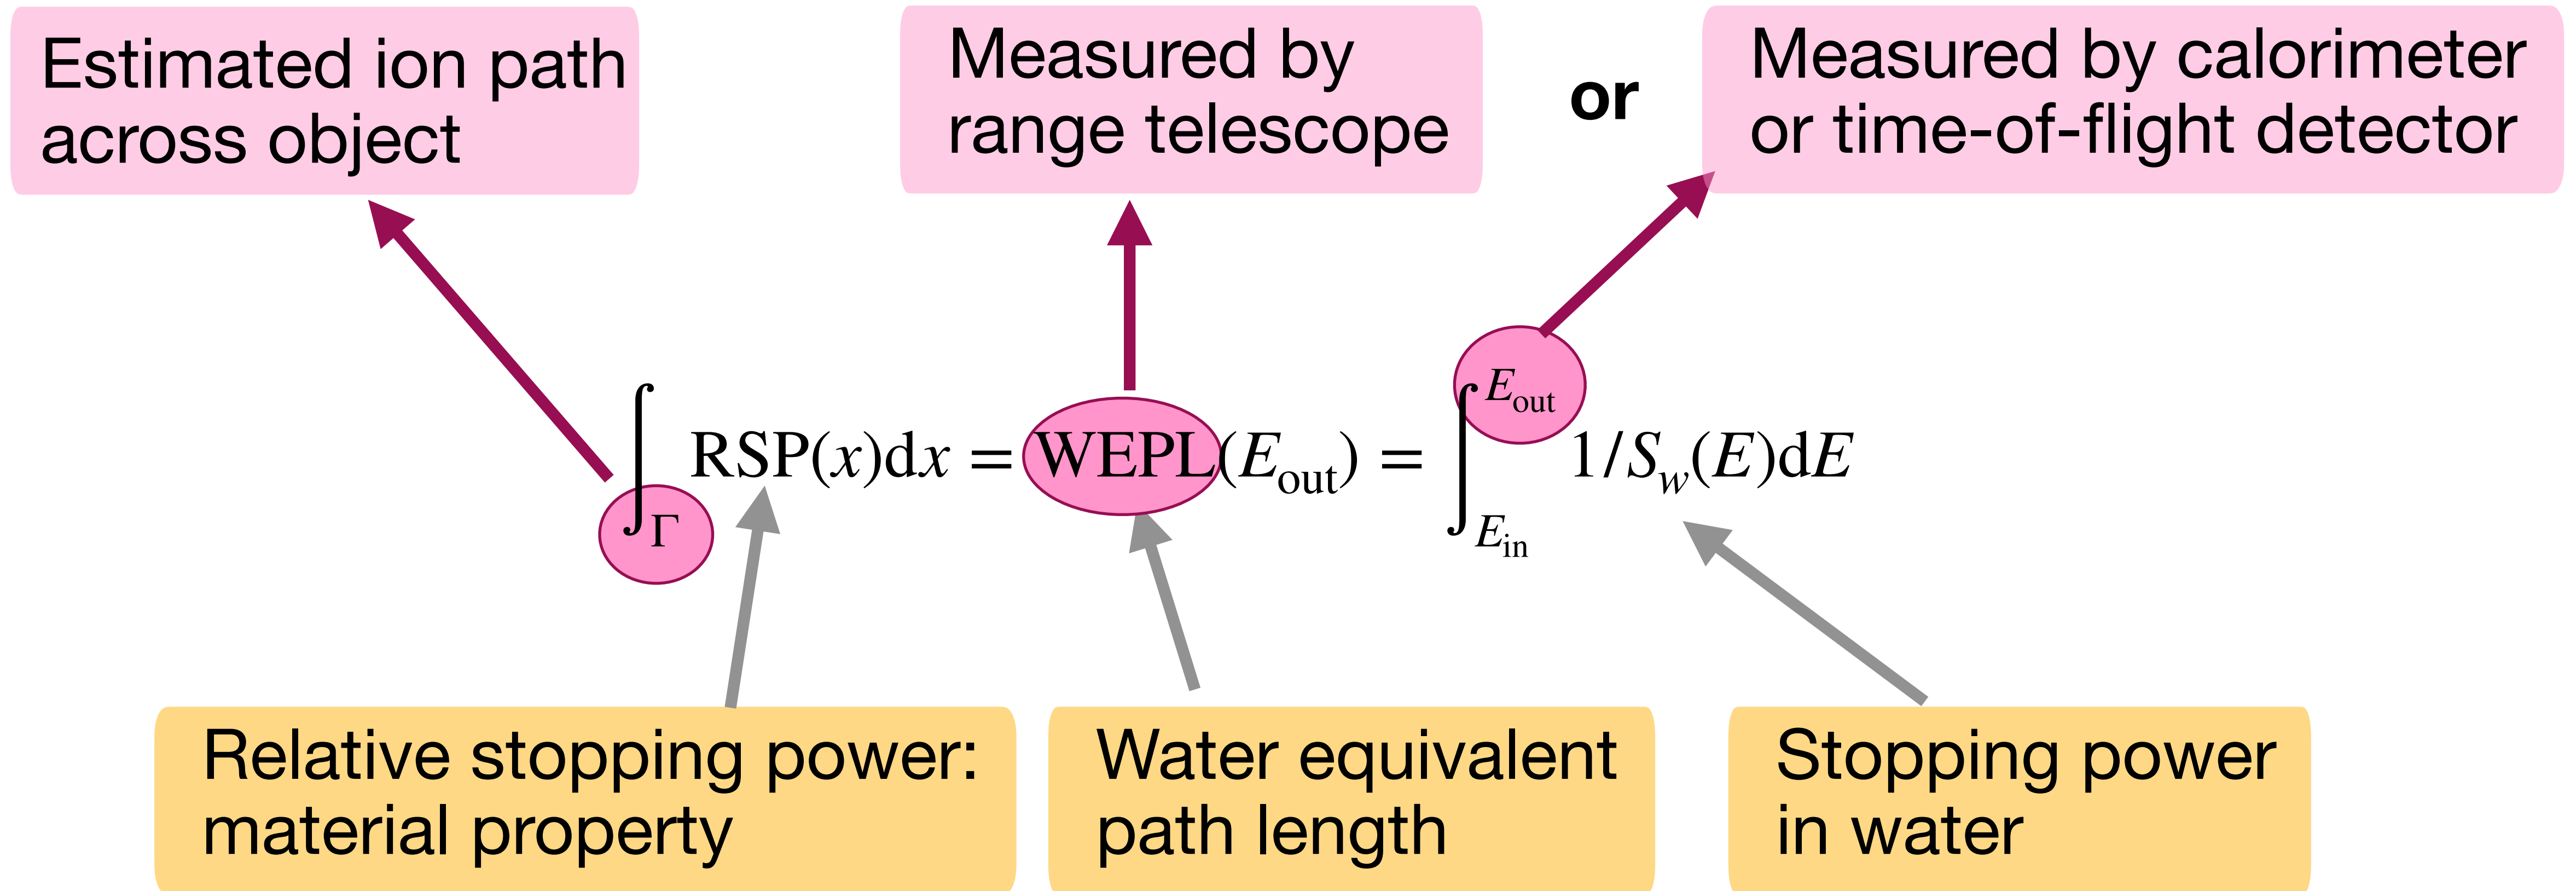 Estimated ion path
across object
Measured by
range telescope
or
Measured by calorimeter
or time-of-flight detector
∫_Γ RSP(x)dx = WEPL(E_out) = ∫_{E_in}^{E_out} 1/S_w(E)dE
Relative stopping power:
material property
Water equivalent
path length
Stopping power
in water